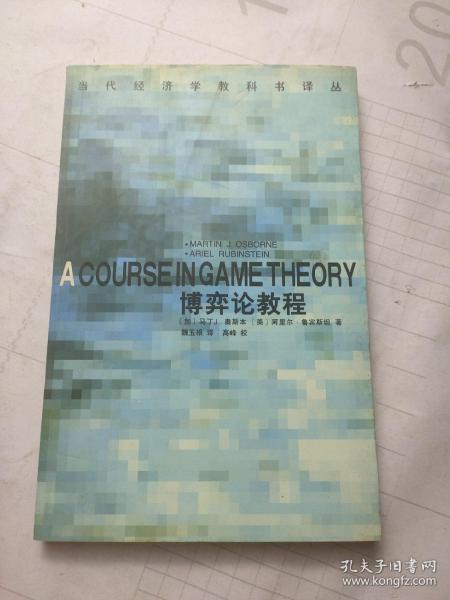 当代经济学教科书译丛
• MARTIN J. OSBORNE
• ARIEL RUBINSTEIN
A COURSE IN GAME THEORY
博弈论教程
〔加〕马丁J·奥斯本 〔美〕阿里尔·鲁宾斯坦 著
魏玉根 译 高峰 校
20
孔夫子旧书网
www.kongfz.com